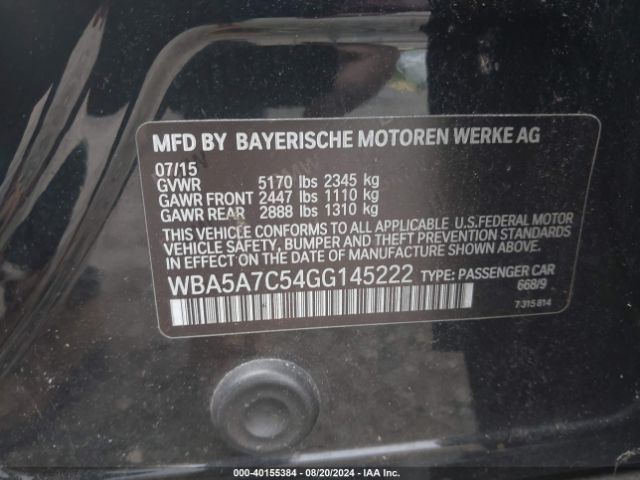 MFD BY BAYERISCHE MOTOREN WERKE AG
07/15
GVWR 5170 lbs 2345 kg
GAWR FRONT 2447 lbs 1110 kg
GAWR REAR 2888 lbs 1310 kg
THIS VEHICLE CONFORMS TO ALL APPLICABLE U.S.FEDERAL MOTOR
VEHICLE SAFETY, BUMPER AND THEFT PREVENTION STANDARDS
IN EFFECT ON THE DATE OF MANUFACTURE SHOWN ABOVE.
WBA5A7C54GG145222 TYPE: PASSENGER CAR
668/9
7 315 814
000-40155384 | 08/20/2024 | IAA Inc.